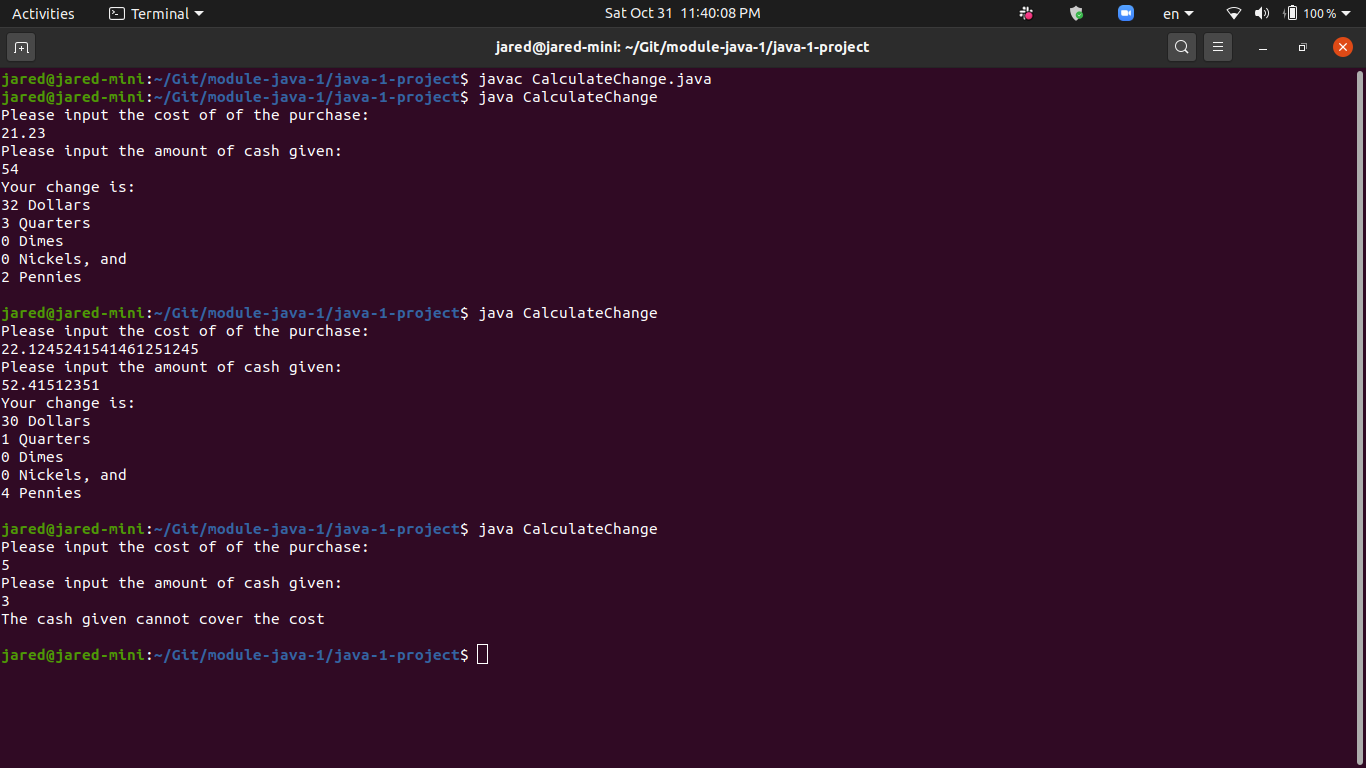 Activities Terminal Sat Oct 31 11:40:08 PM en 100 %
jared@jared-mini: ~/Git/module-java-1/java-1-project
jared@jared-mini:~/Git/module-java-1/java-1-project$ javac CalculateChange.java
jared@jared-mini:~/Git/module-java-1/java-1-project$ java CalculateChange
Please input the cost of of the purchase:
21.23
Please input the amount of cash given:
54
Your change is:
32 Dollars
3 Quarters
0 Dimes
0 Nickels, and
2 Pennies
jared@jared-mini:~/Git/module-java-1/java-1-project$ java CalculateChange
Please input the cost of of the purchase:
22.1245241541461251245
Please input the amount of cash given:
52.41512351
Your change is:
30 Dollars
1 Quarters
0 Dimes
0 Nickels, and
4 Pennies
jared@jared-mini:~/Git/module-java-1/java-1-project$ java CalculateChange
Please input the cost of of the purchase:
5
Please input the amount of cash given:
3
The cash given cannot cover the cost
jared@jared-mini:~/Git/module-java-1/java-1-project$